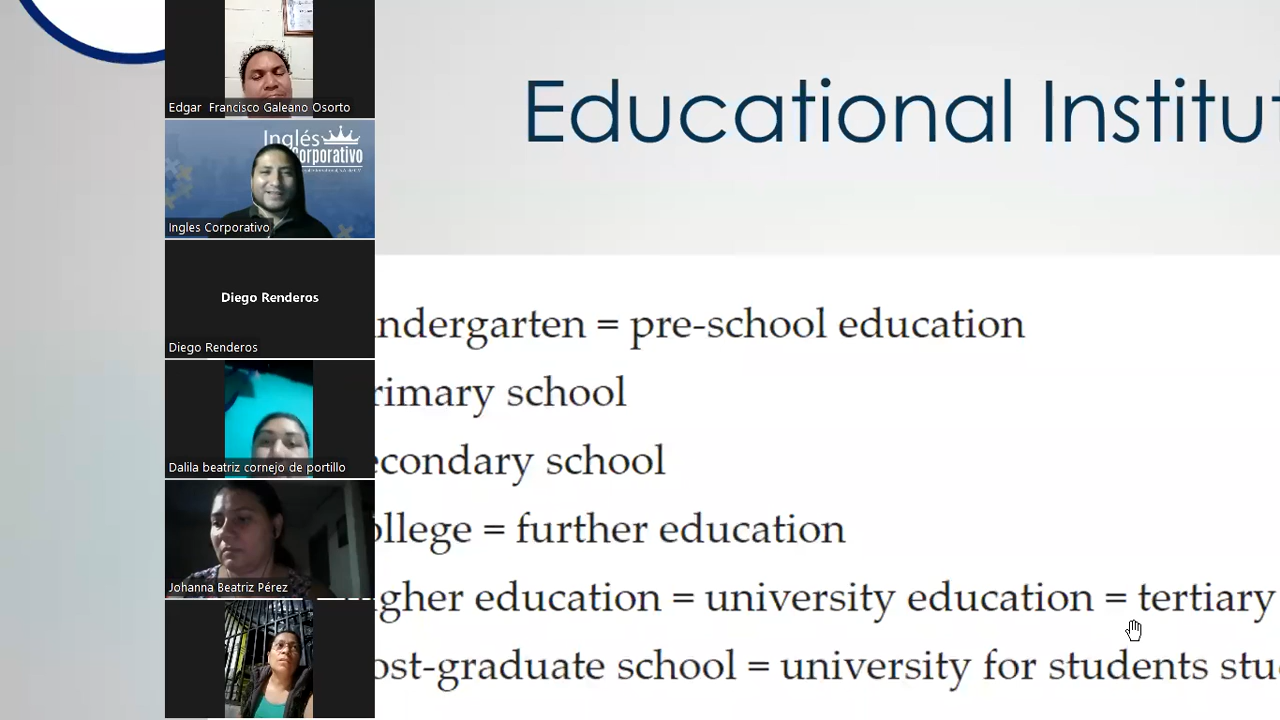 Edgar Francisco Galeano Osorto
Inglés
Corporativo
Ingles Corporativo
Diego Renderos
Diego Renderos
Dalila beatriz cornejo de portillo
Johanna Beatriz Pérez
Educational Institut
ndergarten = pre-school education
rimary school
econdary school
ollege = further education
gher education = university education = tertiary
ost-graduate school = university for students stu